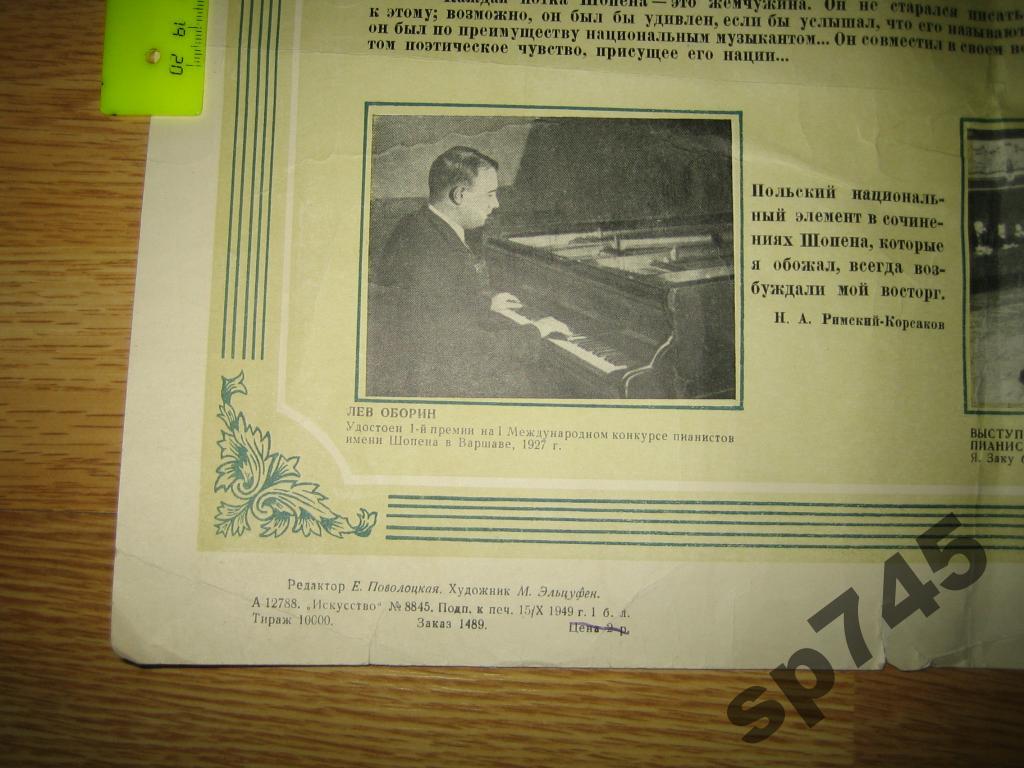 Каждая нотка Шопена — это жемчужина. Он не старался писать
к этому; возможно, он был бы удивлен, если бы услышал, что его называют
он был по преимуществу национальным музыкантом... Он совместил в своем
том поэтическое чувство, присущее его нации...
19
20
Польский националь-
ный элемент в сочине-
ниях Шопена, которые
я обожал, всегда воз-
буждали мой восторг.
Н. А. Римский-Корсаков
ЛЕВ ОБОРИН
Удостоен 1-й премии на I Международном конкурсе пианистов
имени Шопена в Варшаве, 1927 г.
ВЫСТУП
ПИАНИС
Я. Заку
Редактор Е. Поволоцкая. Художник М. Эльцуфен.
А 12788. „Искусство" № 8845. Подп. к печ. 15/X 1949 г. 1 б. л.
Тираж 10000. Заказ 1489. Цена 2 р.
sp745